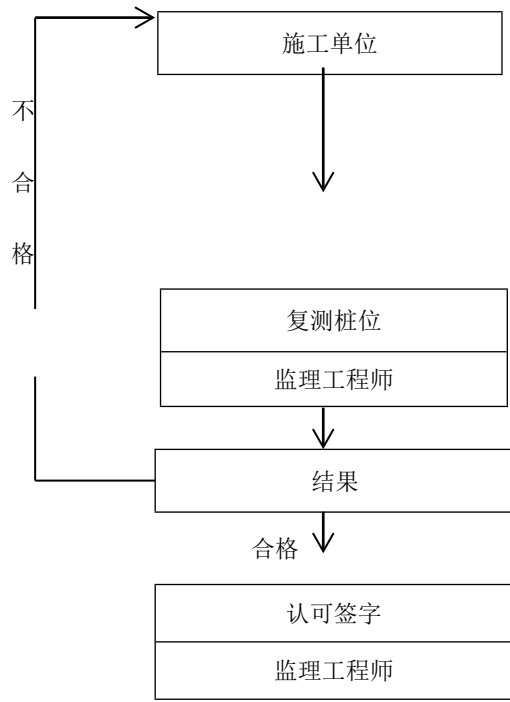 施工单位
不合格
复测桩位
监理工程师
结果
合格
认可签字
监理工程师